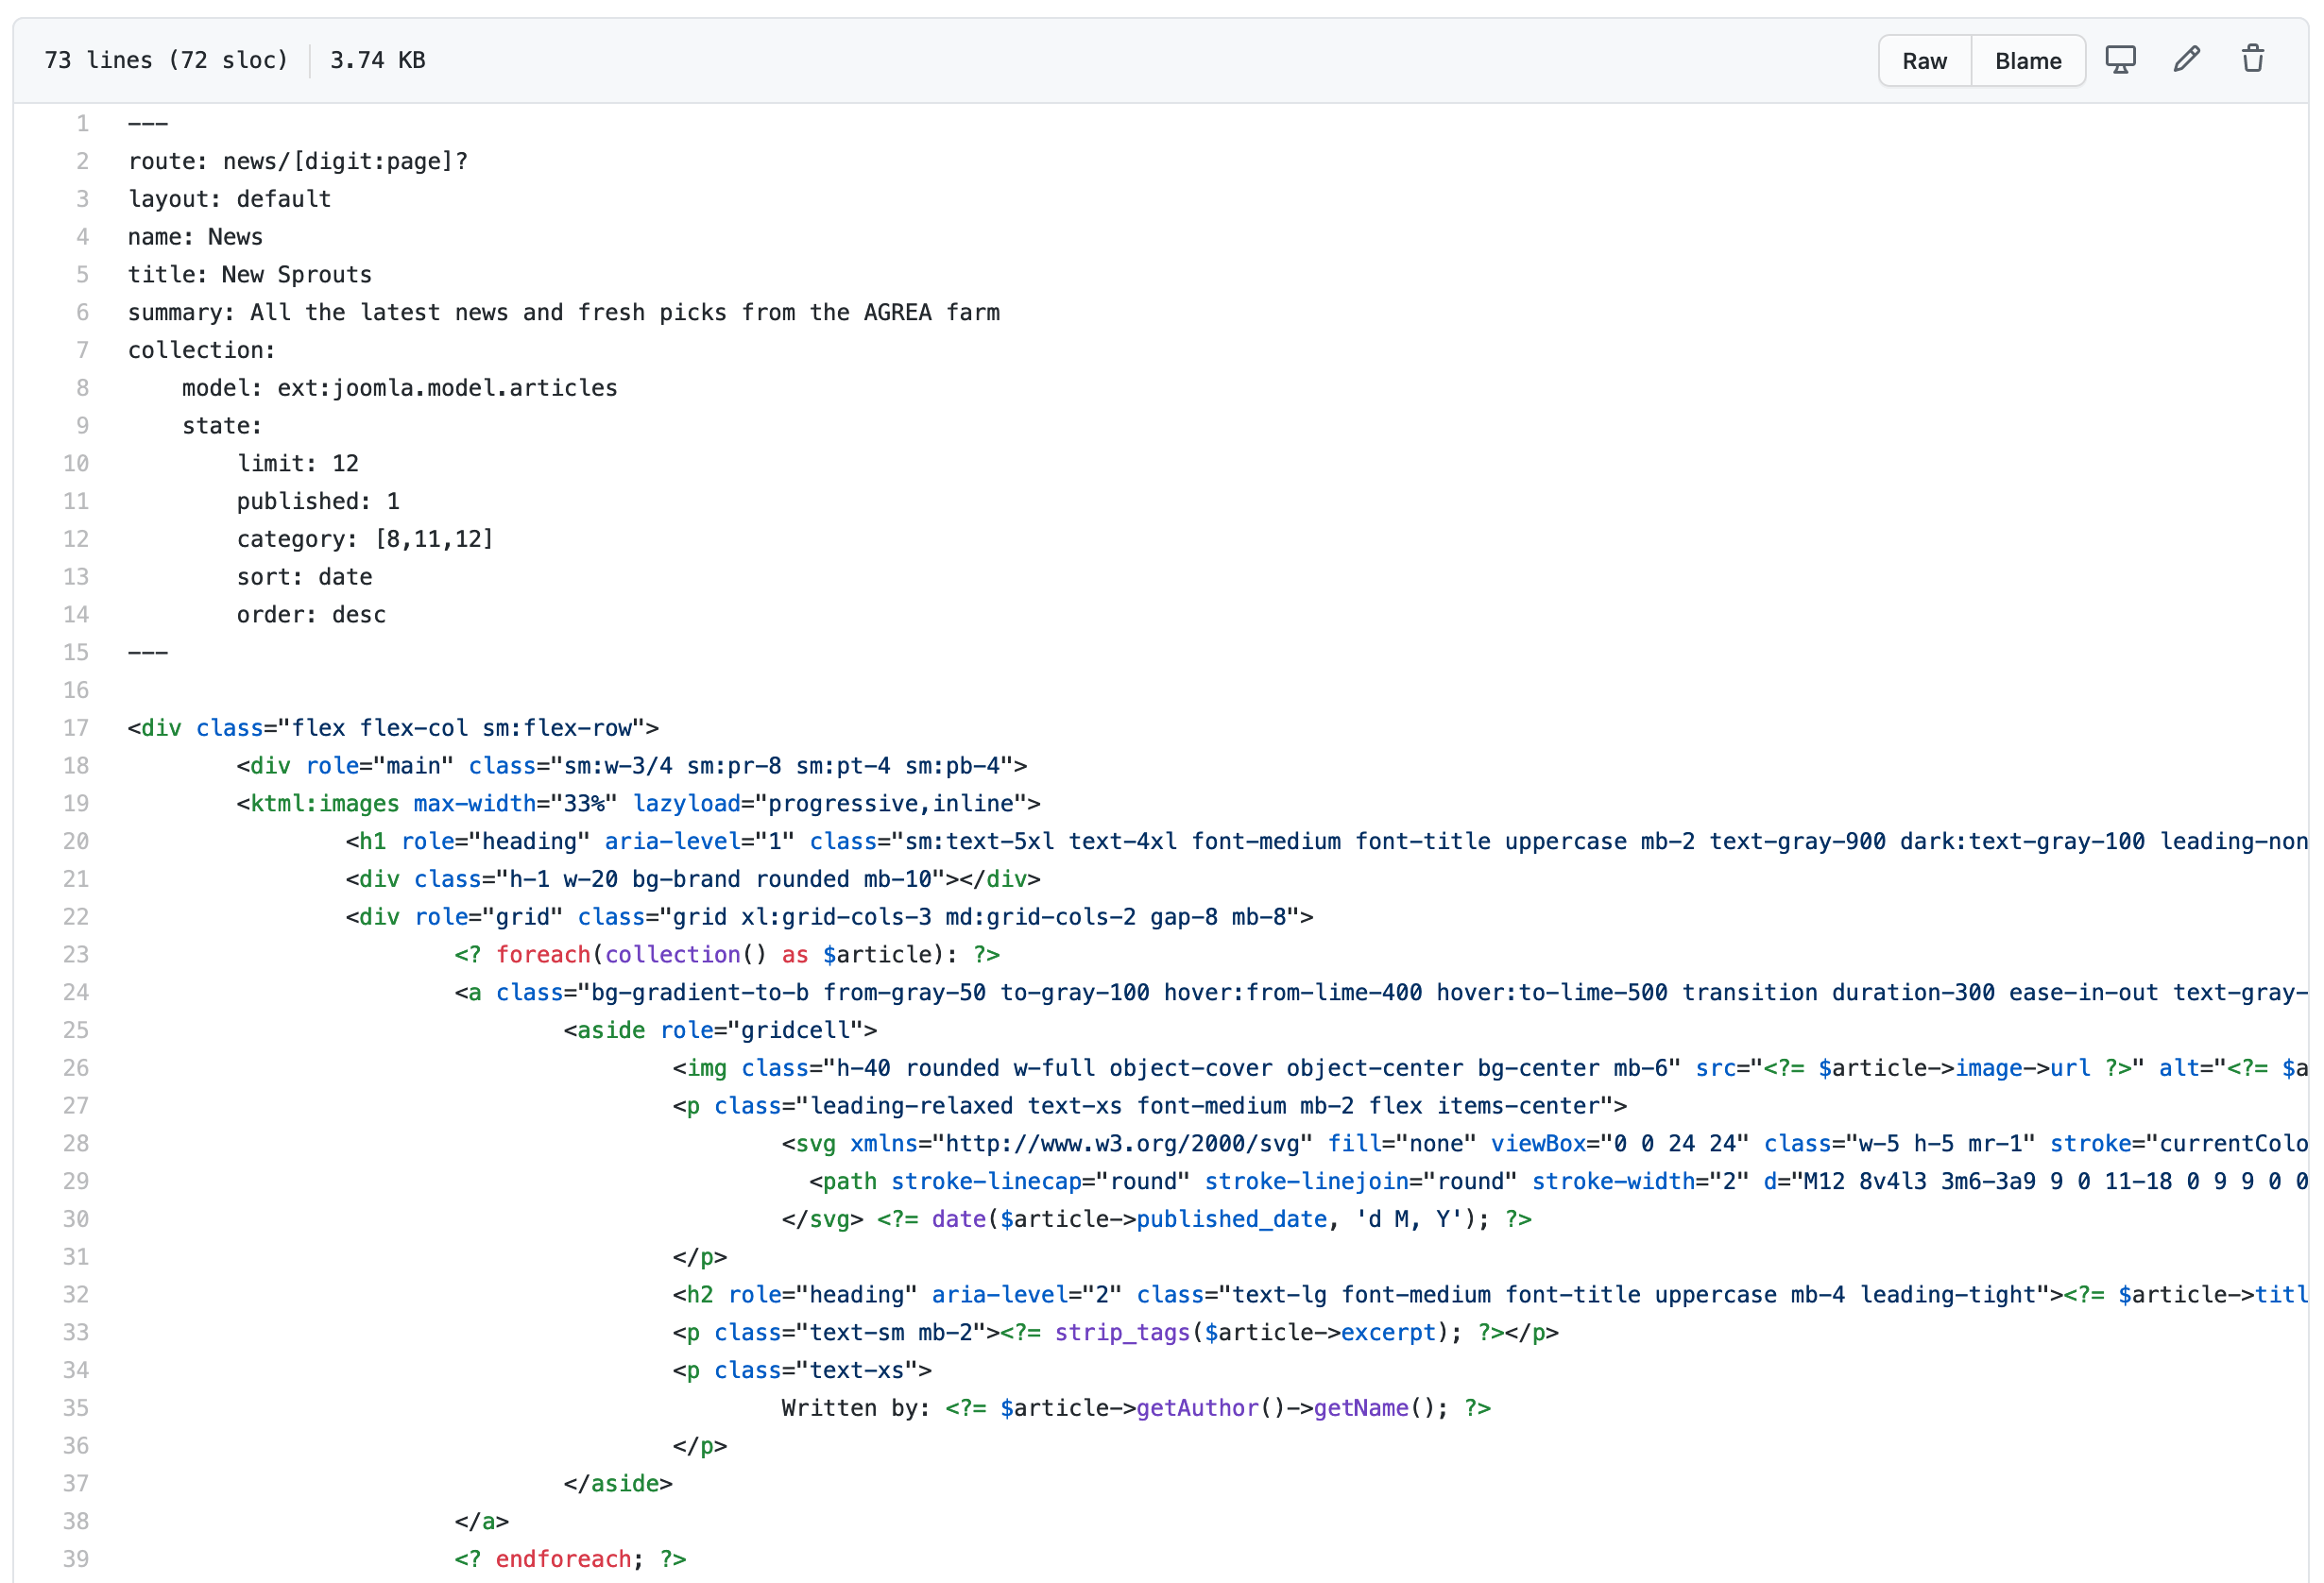 73 lines (72 sloc) 3.74 KB Raw Blame
1 ---
2 route: news/[digit:page]?
3 layout: default
4 name: News
5 title: New Sprouts
6 summary: All the latest news and fresh picks from the AGREA farm
7 collection:
8     model: ext:joomla.model.articles
9     state:
10         limit: 12
11         published: 1
12         category: [8,11,12]
13         sort: date
14         order: desc
15 ---
16
17 <div class="flex flex-col sm:flex-row">
18         <div role="main" class="sm:w-3/4 sm:pr-8 sm:pt-4 sm:pb-4">
19         <ktml:images max-width="33%" lazyload="progressive,inline">
20                 <h1 role="heading" aria-level="1" class="sm:text-5xl text-4xl font-medium font-title uppercase mb-2 text-gray-900 dark:text-gray-100 leading-non
21                 <div class="h-1 w-20 bg-brand rounded mb-10"></div>
22                 <div role="grid" class="grid xl:grid-cols-3 md:grid-cols-2 gap-8 mb-8">
23                         <? foreach(collection() as $article): ?>
24                         <a class="bg-gradient-to-b from-gray-50 to-gray-100 hover:from-lime-400 hover:to-lime-500 transition duration-300 ease-in-out text-gray-
25                                 <aside role="gridcell">
26                                         <img class="h-40 rounded w-full object-cover object-center bg-center mb-6" src="<?= $article->image->url ?>" alt="<?= $a
27                                         <p class="leading-relaxed text-xs font-medium mb-2 flex items-center">
28                                                 <svg xmlns="http://www.w3.org/2000/svg" fill="none" viewBox="0 0 24 24" class="w-5 h-5 mr-1" stroke="currentColo
29                                                   <path stroke-linecap="round" stroke-linejoin="round" stroke-width="2" d="M12 8v4l3 3m6-3a9 9 0 11-18 0 9 9 0 0
30                                                 </svg> <?= date($article->published_date, 'd M, Y'); ?>
31                                         </p>
32                                         <h2 role="heading" aria-level="2" class="text-lg font-medium font-title uppercase mb-4 leading-tight"><?= $article->titl
33                                         <p class="text-sm mb-2"><?= strip_tags($article->excerpt); ?></p>
34                                         <p class="text-xs">
35                                                 Written by: <?= $article->getAuthor()->getName(); ?>
36                                         </p>
37                                 </aside>
38                         </a>
39                         <? endforeach; ?>